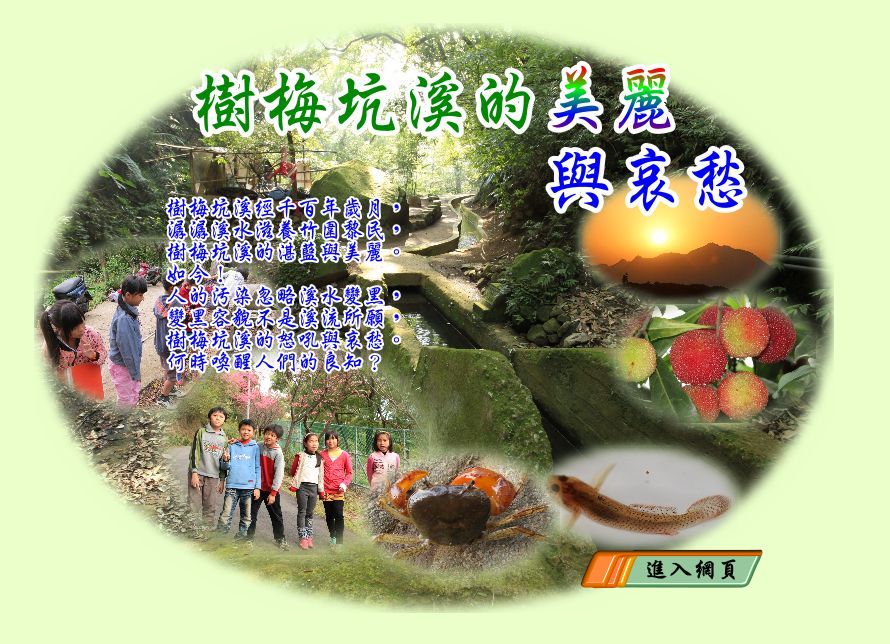 樹梅坑溪的美麗
與哀愁
樹梅坑溪經千百年歲月，
潺潺溪水滋養竹圍黎民，
樹梅坑溪的湛藍與美麗。
如今！
人的污染忽略溪水變黑，
變黑容貌不是溪流所願，
樹梅坑溪的怒吼與哀愁。
何時喚醒人們的良知？
進入網頁